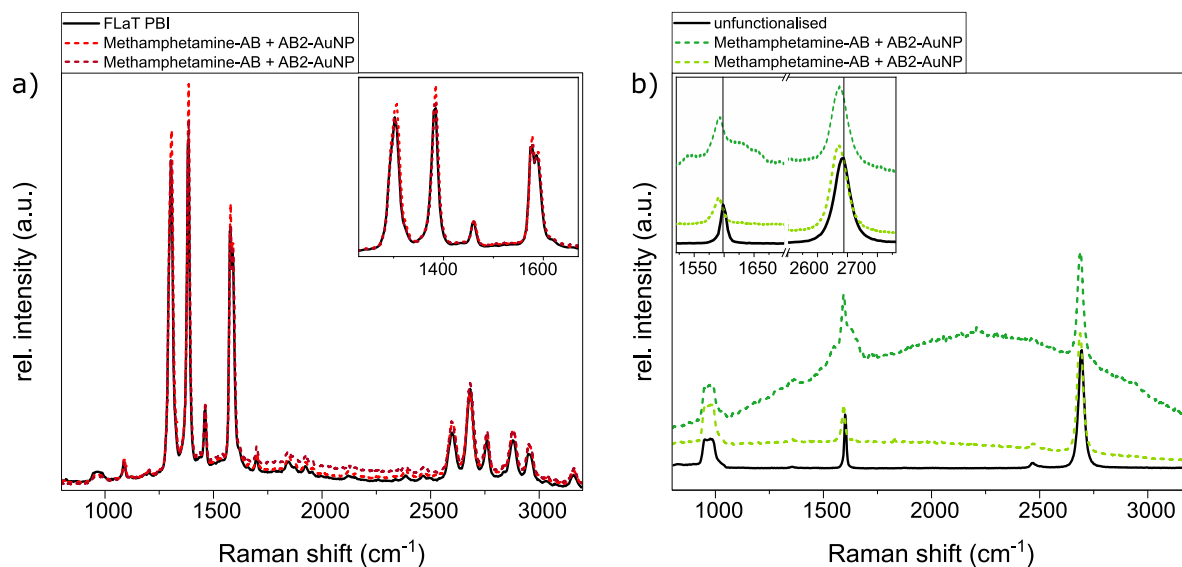 FLaT PBI
Methamphetamine-AB + AB2-AuNP
Methamphetamine-AB + AB2-AuNP
a)
rel. intensity (a.u.)
1400 1600
1000 1500 2000 2500 3000
Raman shift (cm⁻¹)
unfunctionalised
Methamphetamine-AB + AB2-AuNP
Methamphetamine-AB + AB2-AuNP
b)
rel. intensity (a.u.)
1550 1650 2600 2700
1000 1500 2000 2500 3000
Raman shift (cm⁻¹)